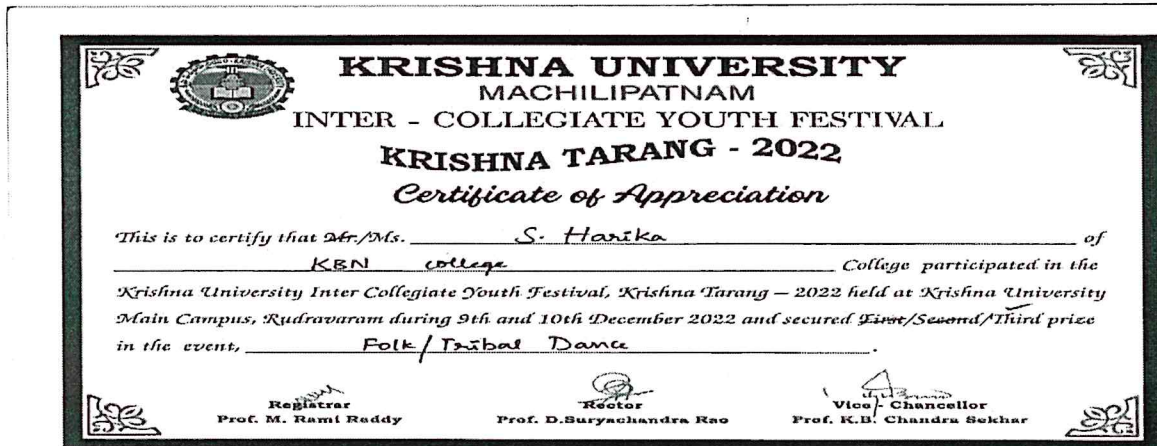 KRISHNA UNIVERSITY
MACHILIPATNAM
INTER - COLLEGIATE YOUTH FESTIVAL
KRISHNA TARANG - 2022
Certificate of Appreciation
This is to certify that Mr./Ms. S. Harika of
KBN college College participated in the
Krishna University Inter Collegiate Youth Festival, Krishna Tarang – 2022 held at Krishna University
Main Campus, Rudravaram during 9th and 10th December 2022 and secured First/Second/Third prize
in the event, Folk/Tribal Dance.
Registrar Rector Vice - Chancellor
Prof. M. Rami Reddy Prof. D.Suryachandra Rao Prof. K.B. Chandra Sekhar